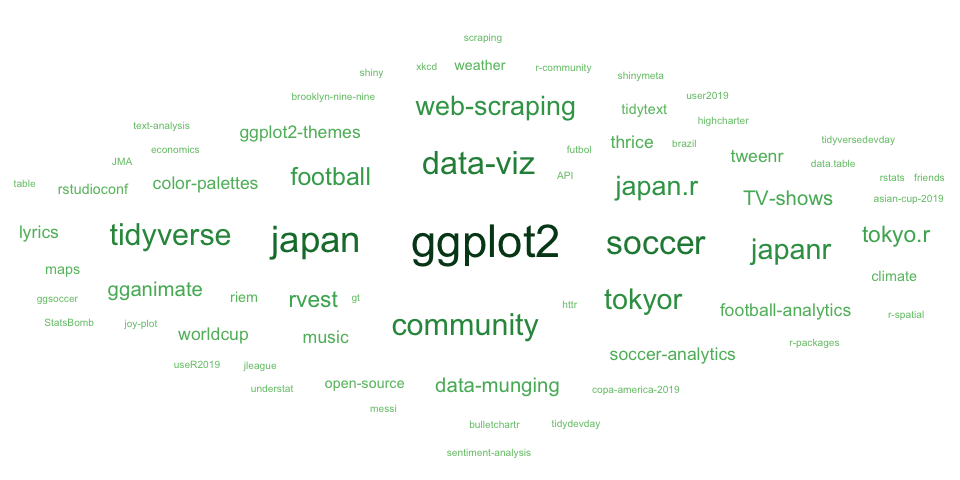 scraping
shiny
xkcd
weather
r-community
shinymeta
brooklyn-nine-nine
web-scraping
tidytext
user2019
text-analysis
ggplot2-themes
highcharter
economics
futbol
thrice
brazil
tidyversedevday
JMA
data-viz
tweenr
data.table
table
rstudioconf
color-palettes
football
API
japan.r
rstats
friends
TV-shows
asian-cup-2019
lyrics
tidyverse
japan
ggplot2
soccer
japanr
tokyo.r
maps
climate
ggsoccer
gganimate
riem
rvest
gt
httr
tokyor
football-analytics
r-spatial
StatsBomb
joy-plot
worldcup
music
community
soccer-analytics
r-packages
useR2019
jleague
understat
open-source
data-munging
copa-america-2019
messi
bulletchartr
tidydevday
sentiment-analysis